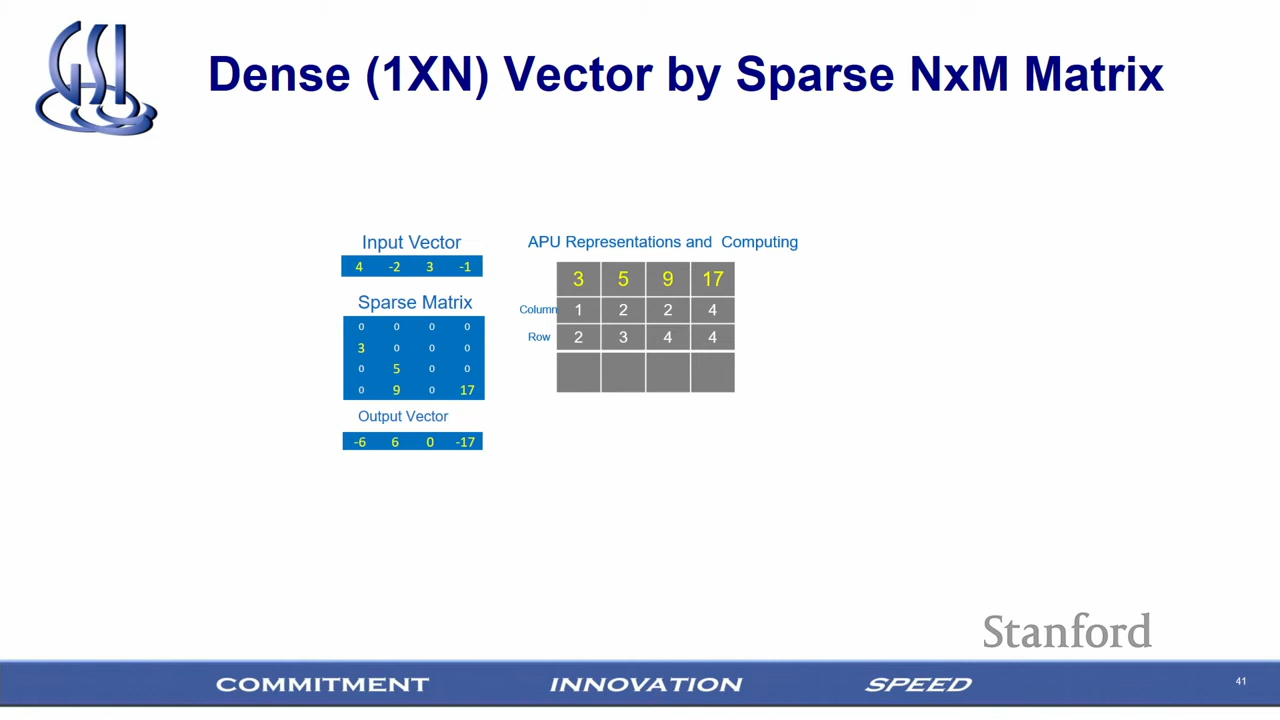 GSI
Dense (1XN) Vector by Sparse NxM Matrix
Input Vector
4 -2 3 -1
Sparse Matrix
0 0 0 0
3 0 0 0
0 5 0 0
0 9 0 17
Output Vector
-6 6 0 -17
APU Representations and Computing
3 5 9 17
Column 1 2 2 4
Row 2 3 4 4
Stanford
COMMITMENT INNOVATION SPEED 41